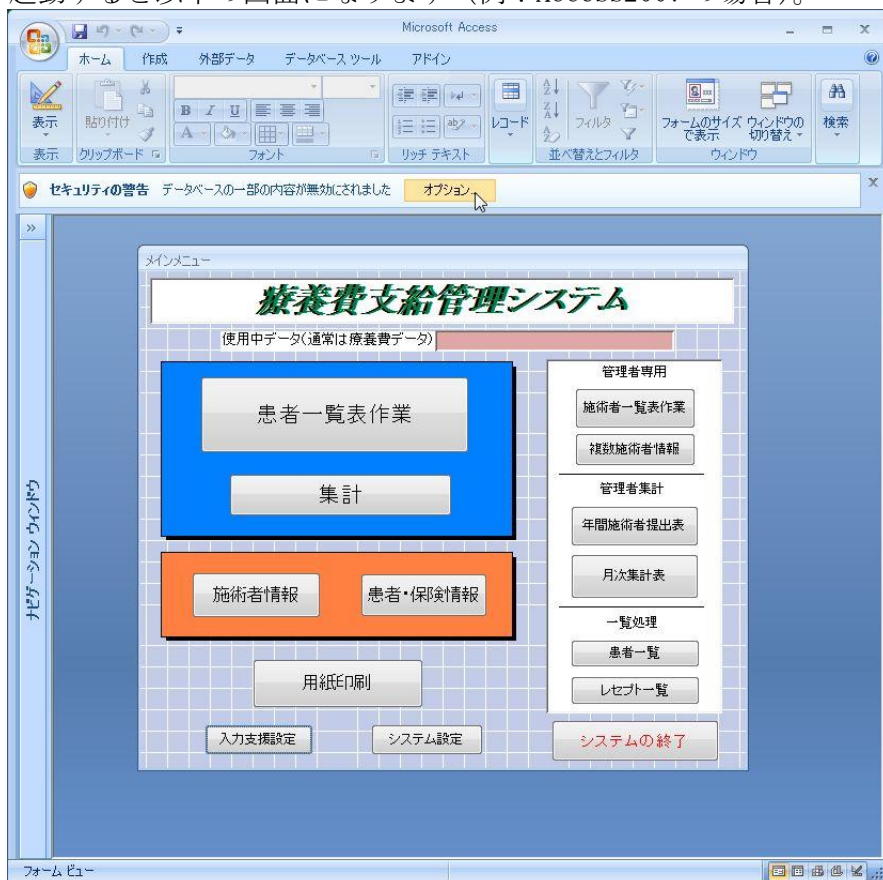 起動すると以下の画面になります（例：Access2007 の場合）。
Microsoft Access
ホーム 作成 外部データ データベース ツール アドイン
表示 貼り付け B I U A レコード フィルタ フォームのサイズで表示 ウィンドウの切り替え 検索
表示 クリップボード フォント リッチ テキスト 並べ替えとフィルタ ウィンドウ
セキュリティの警告 データベースの一部の内容が無効にされました オプション...
ナビゲーション ウィンドウ
メインメニュー
療養費支給管理システム
使用中データ(通常は療養費データ)
患者一覧表作業
集計
施術者情報 患者・保険情報
用紙印刷
入力支援設定 システム設定
管理者専用
施術者一覧表作業
複数施術者情報
管理者集計
年間施術者提出表
月次集計表
一覧処理
患者一覧
レセプト一覧
システムの終了
フォーム ビュー